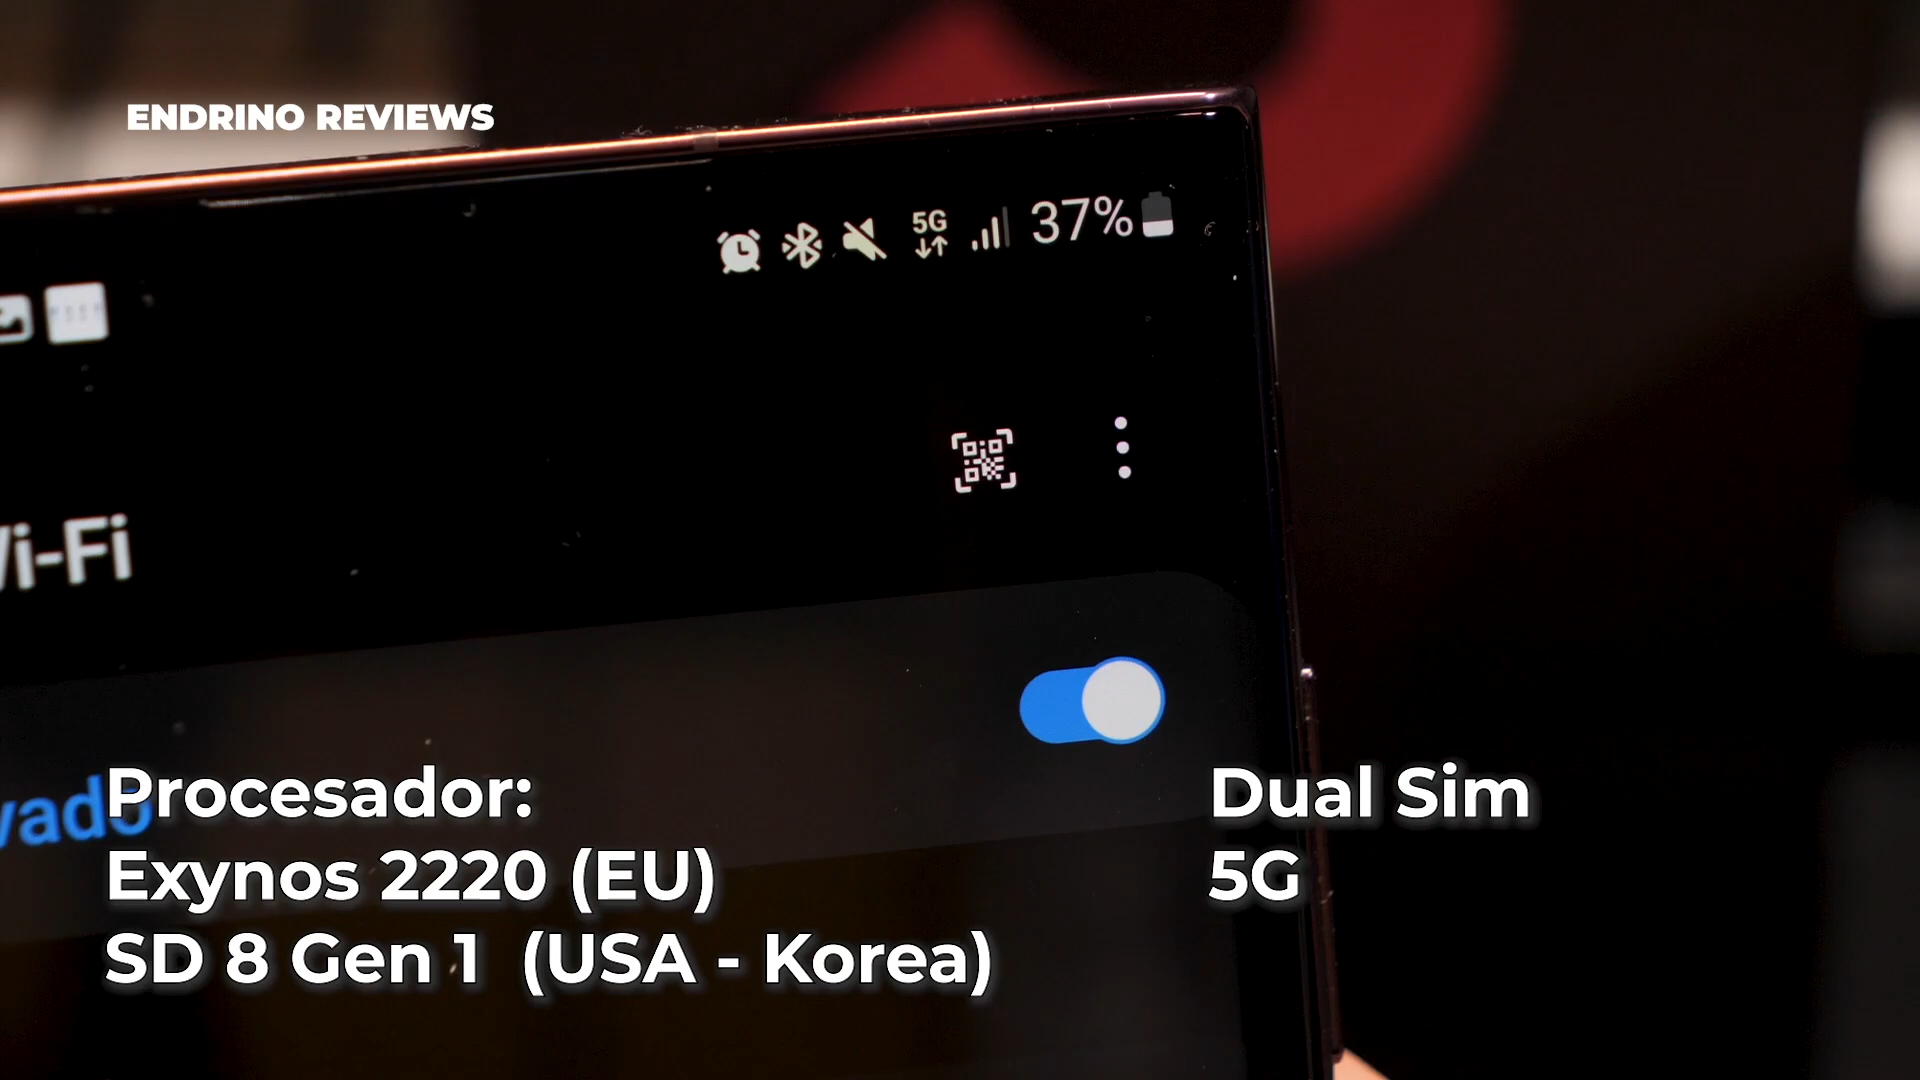 ENDRINO REVIEWS
5G 37%
Wi-Fi
vado
Procesador:
Exynos 2220 (EU)
SD 8 Gen 1 (USA - Korea)
Dual Sim
5G